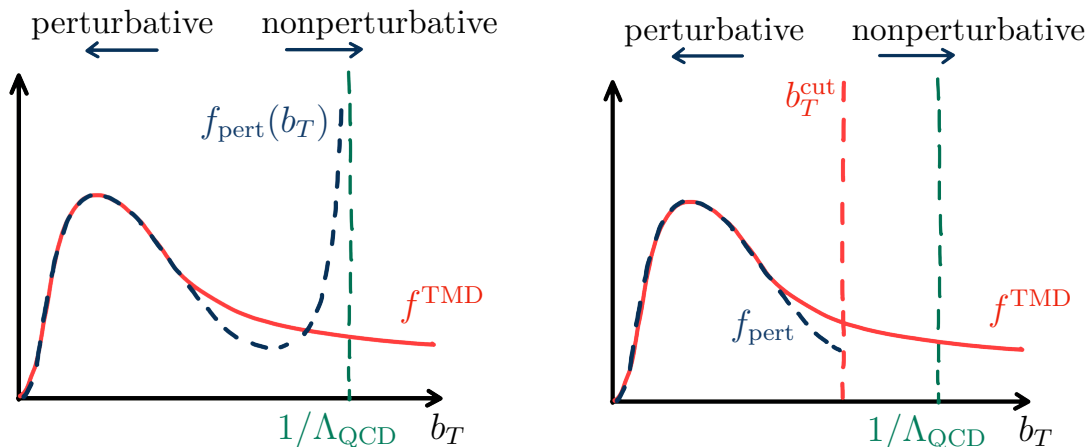 perturbative nonperturbative
f_pert(b_T)
f^TMD
1/Λ_QCD b_T
perturbative nonperturbative
b_T^cut
f_pert
f^TMD
1/Λ_QCD b_T